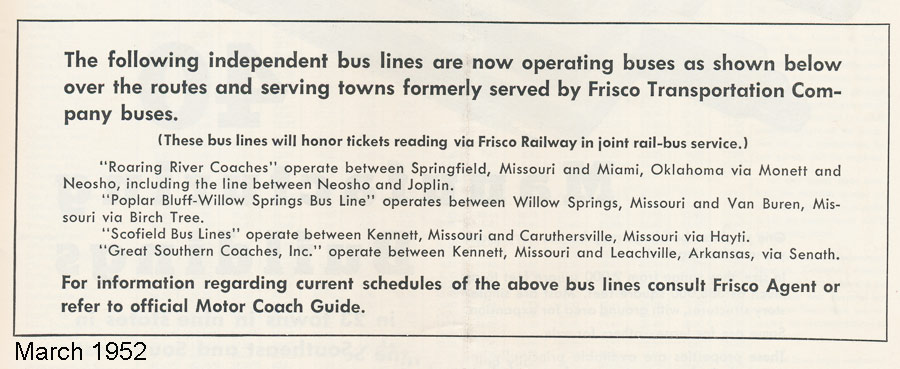 The following independent bus lines are now operating buses as shown below
over the routes and serving towns formerly served by Frisco Transportation Com-
pany buses.
(These bus lines will honor tickets reading via Frisco Railway in joint rail-bus service.)
"Roaring River Coaches" operate between Springfield, Missouri and Miami, Oklahoma via Monett and
Neosho, including the line between Neosho and Joplin.
"Poplar Bluff-Willow Springs Bus Line" operates between Willow Springs, Missouri and Van Buren, Mis-
souri via Birch Tree.
"Scofield Bus Lines" operate between Kennett, Missouri and Caruthersville, Missouri via Hayti.
"Great Southern Coaches, Inc." operate between Kennett, Missouri and Leachville, Arkansas, via Senath.
For information regarding current schedules of the above bus lines consult Frisco Agent or
refer to official Motor Coach Guide.
March 1952